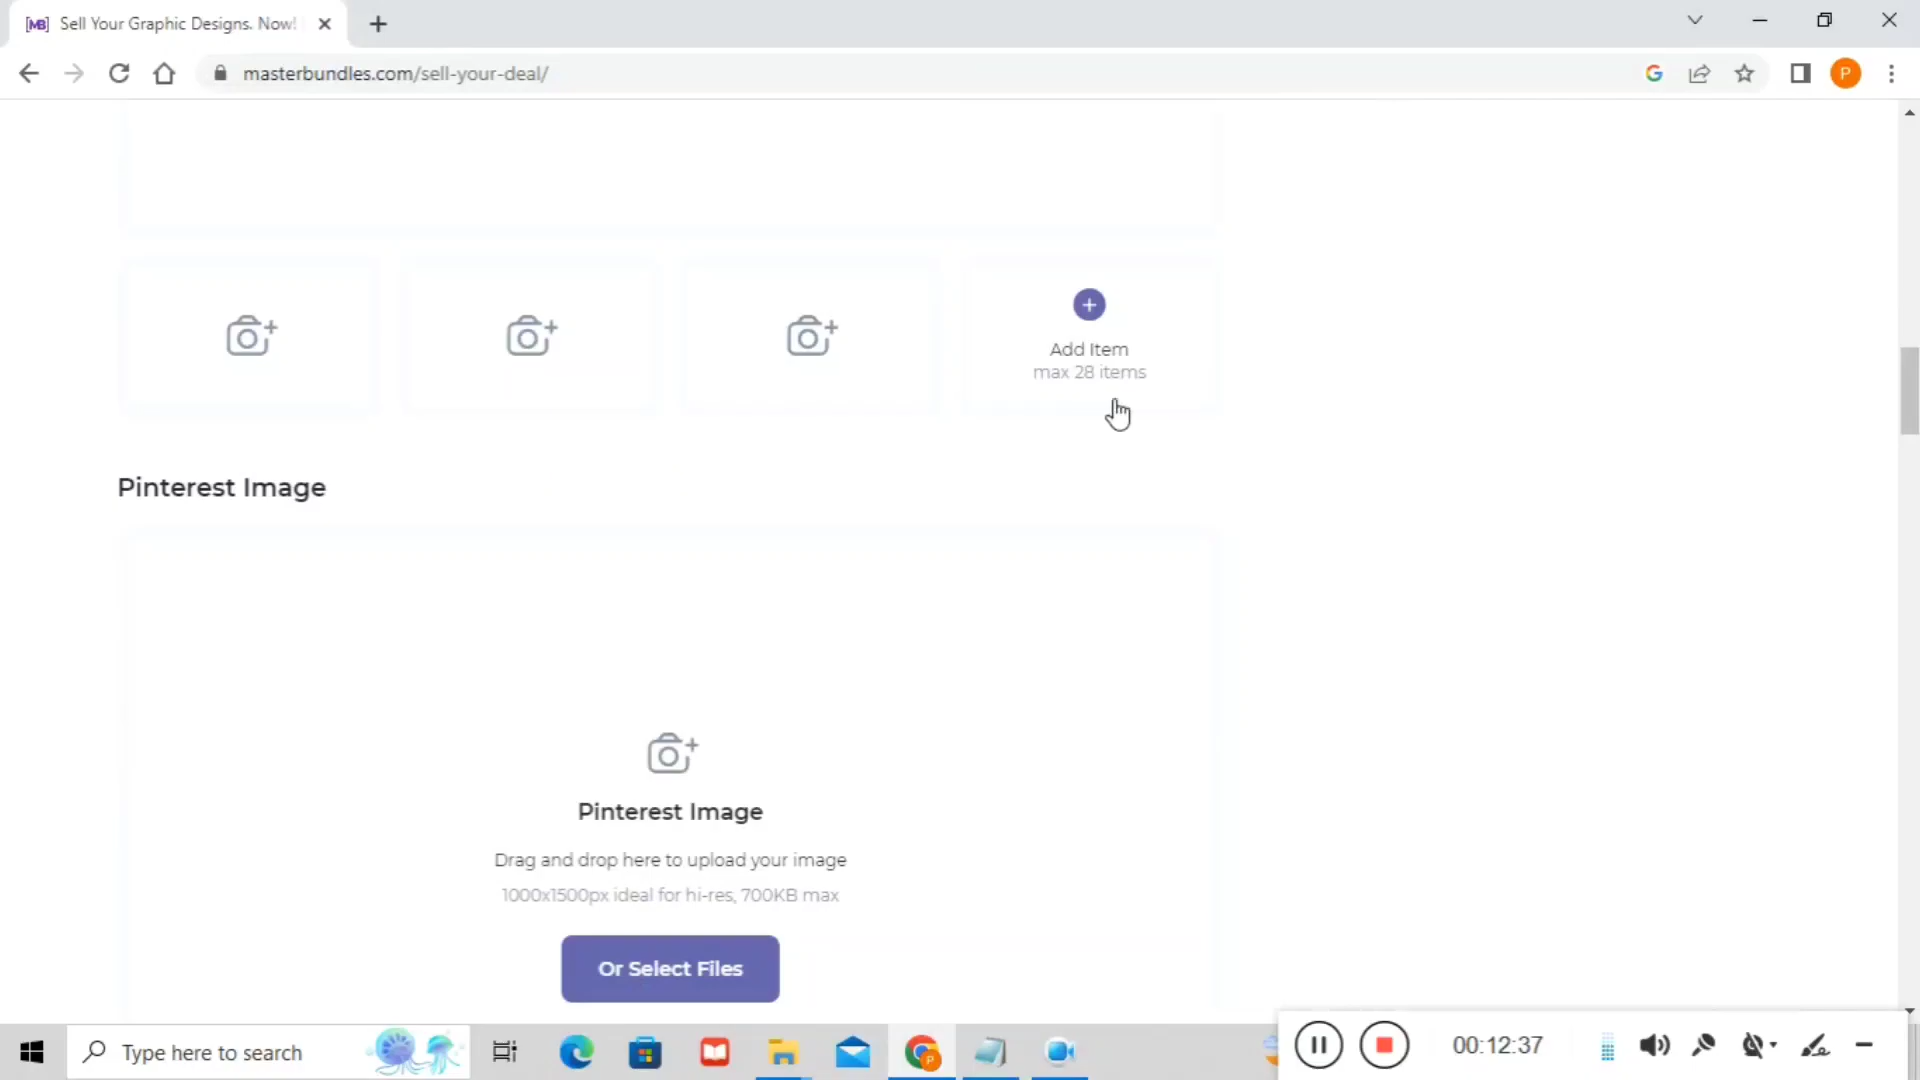 [MB] Sell Your Graphic Designs. Now!
masterbundles.com/sell-your-deal/
G
P
Add Item
max 28 items
Pinterest Image
Pinterest Image
Drag and drop here to upload your image
1000x1500px ideal for hi-res, 700KB max
Or Select Files
Type here to search
P
00:12:37